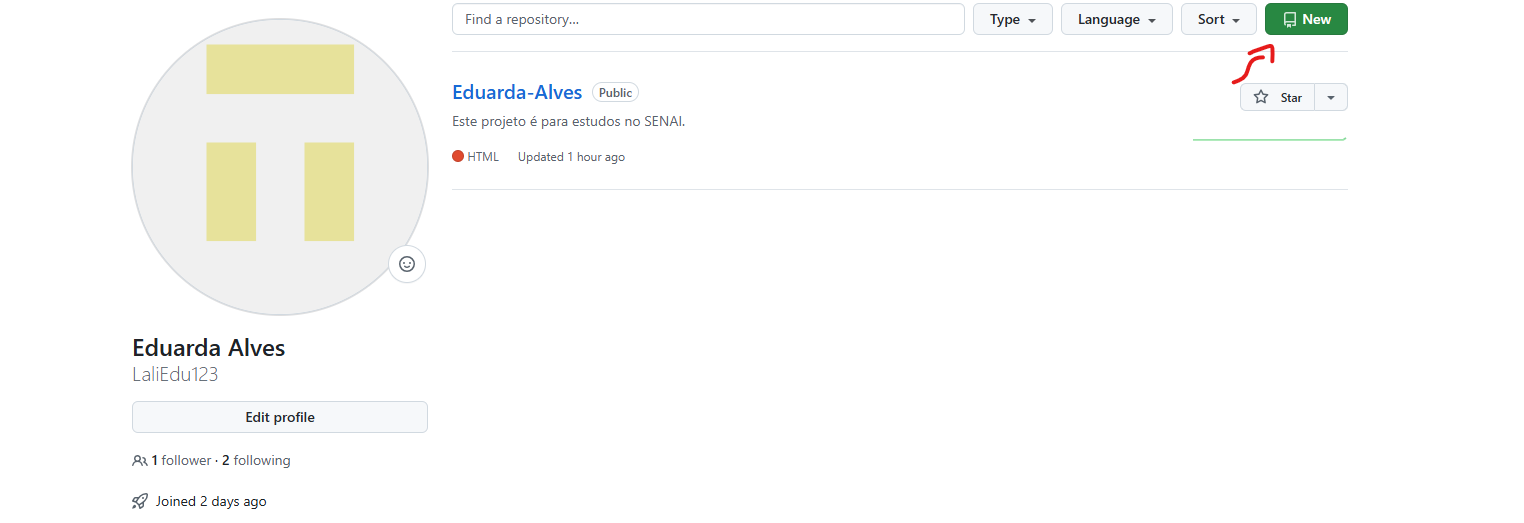 Find a repository...
Type
Language
Sort
New
Eduarda-Alves Public
Star
Este projeto é para estudos no SENAI.
HTML Updated 1 hour ago
Eduarda Alves
LaliEdu123
Edit profile
1 follower · 2 following
Joined 2 days ago